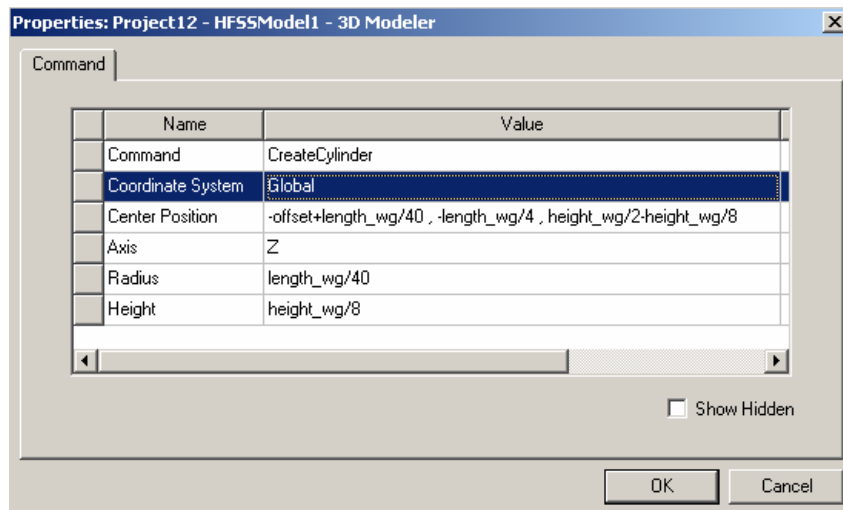 Properties: Project12 - HFSSModel1 - 3D Modeler
Command
Name Value
Command CreateCylinder
Coordinate System Global
Center Position -offset+length_wg/40 , -length_wg/4 , height_wg/2-height_wg/8
Axis Z
Radius length_wg/40
Height height_wg/8
Show Hidden
OK Cancel